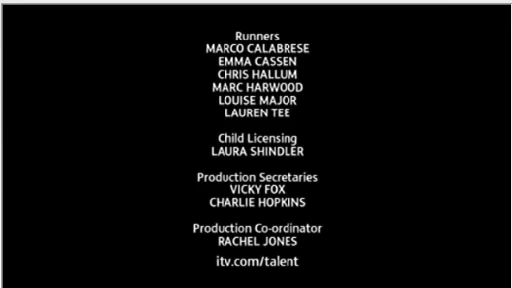 Runners
MARCO CALABRESE
EMMA CASSEN
CHRIS HALLUM
MARC HARWOOD
LOUISE MAJOR
LAUREN TEE
Child Licensing
LAURA SHINDLER
Production Secretaries
VICKY FOX
CHARLIE HOPKINS
Production Co-ordinator
RACHEL JONES
itv.com/talent